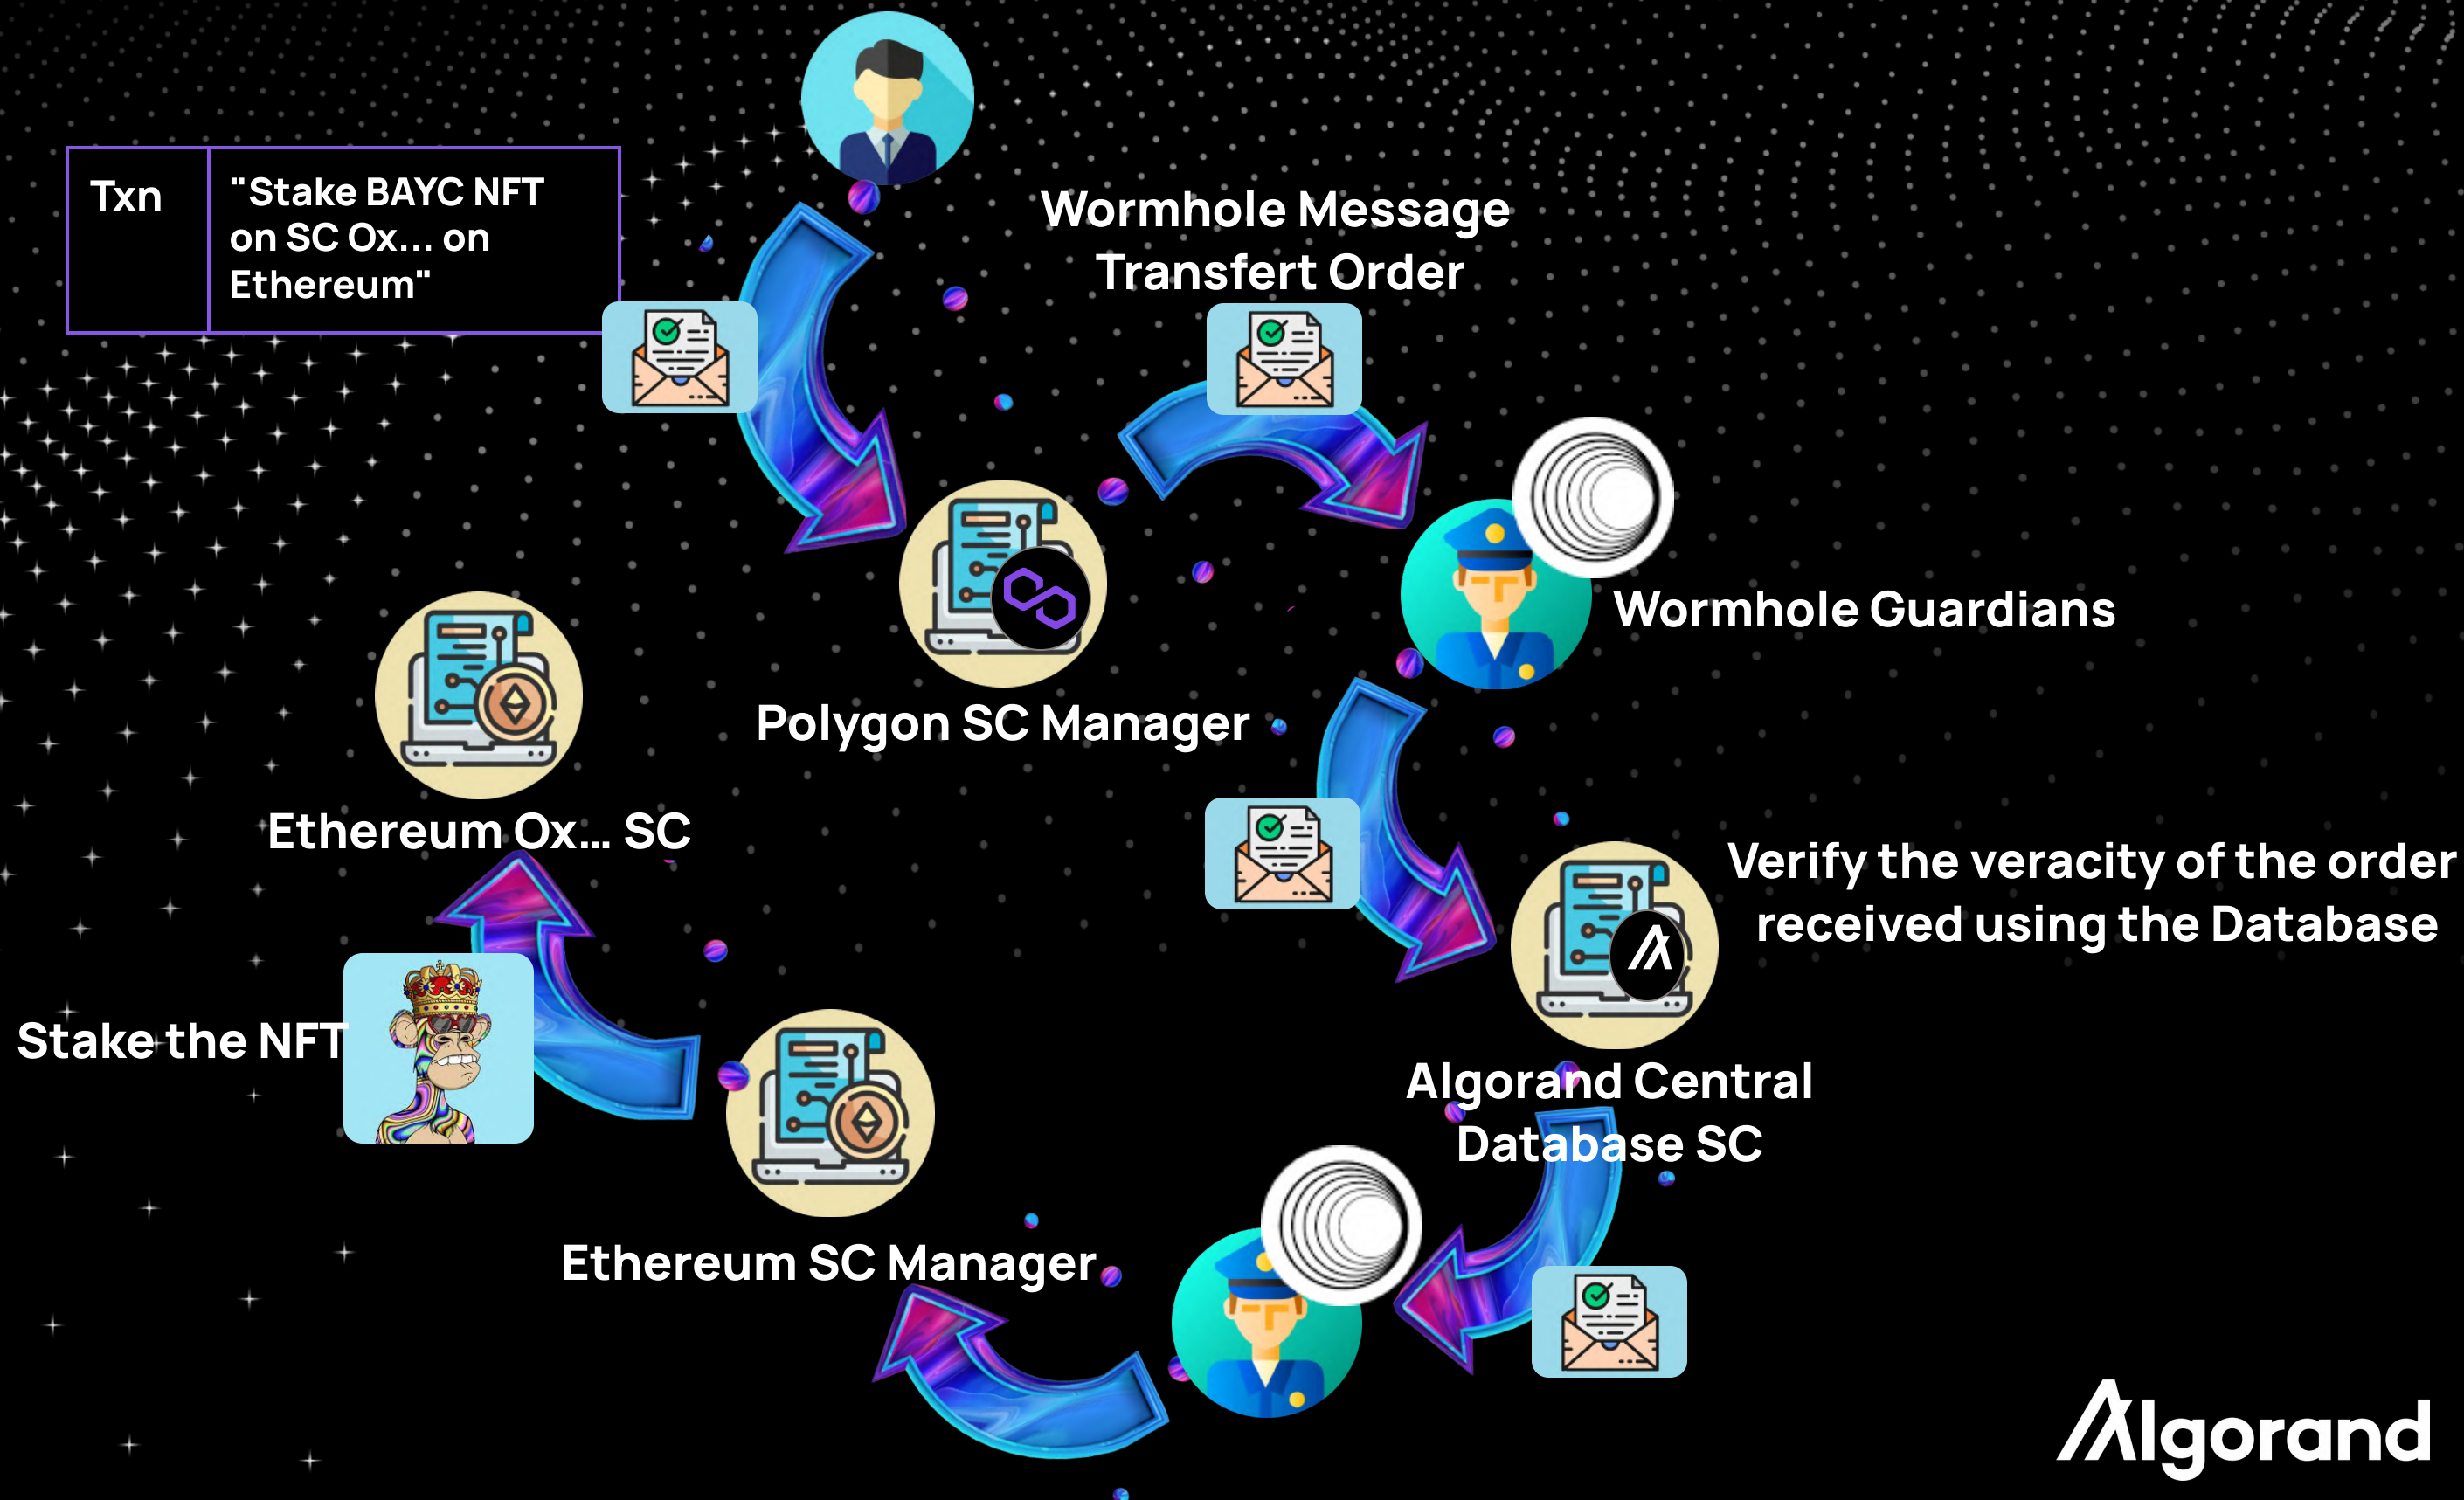 Txn
"Stake BAYC NFT
on SC Ox... on
Ethereum"
Wormhole Message
Transfert Order
Wormhole Guardians
Polygon SC Manager
Ethereum Ox... SC
Verify the veracity of the order
received using the Database
Stake the NFT
Algorand Central
Database SC
Ethereum SC Manager
Algorand